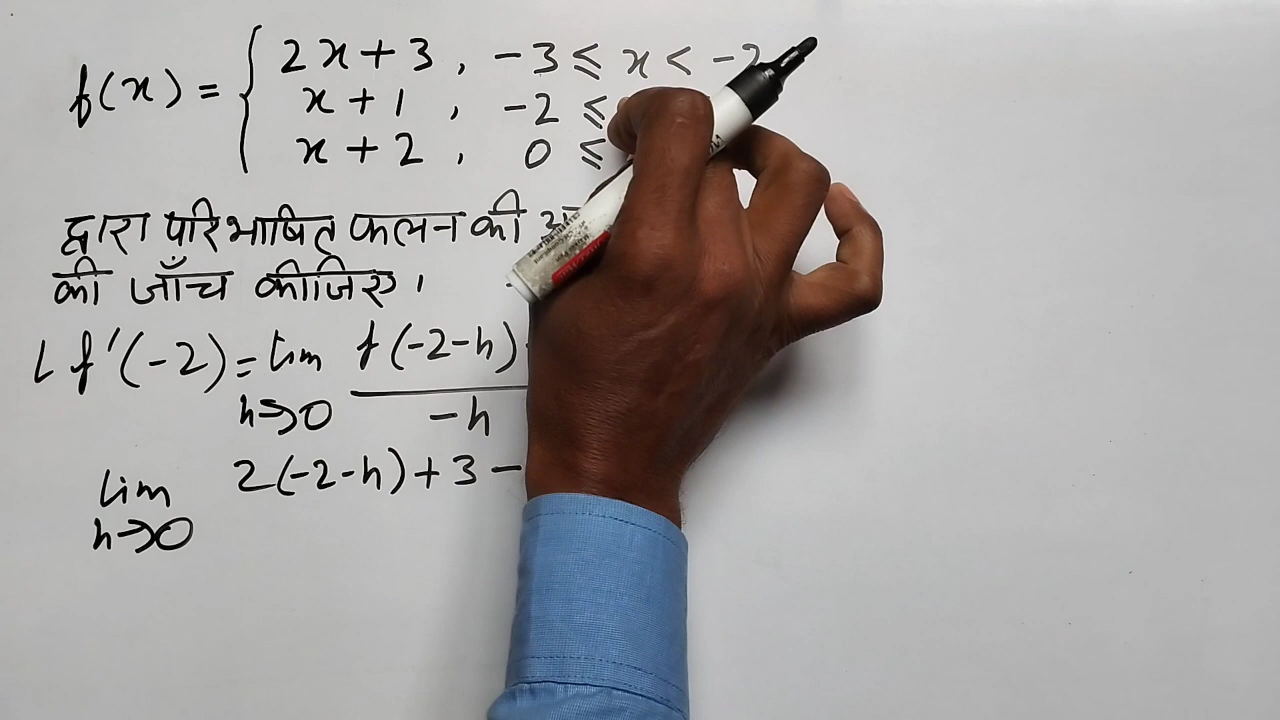 f(x) = { 2x+3 , -3 ≤ x < -2
x+1 , -2 ≤
x+2 , 0 ≤
द्वारा परिभाषित फलन की
की जाँच कीजिए।
Lf'(-2) = lim h→0 f(-2-h) / -h
lim h→0 2(-2-h)+3-